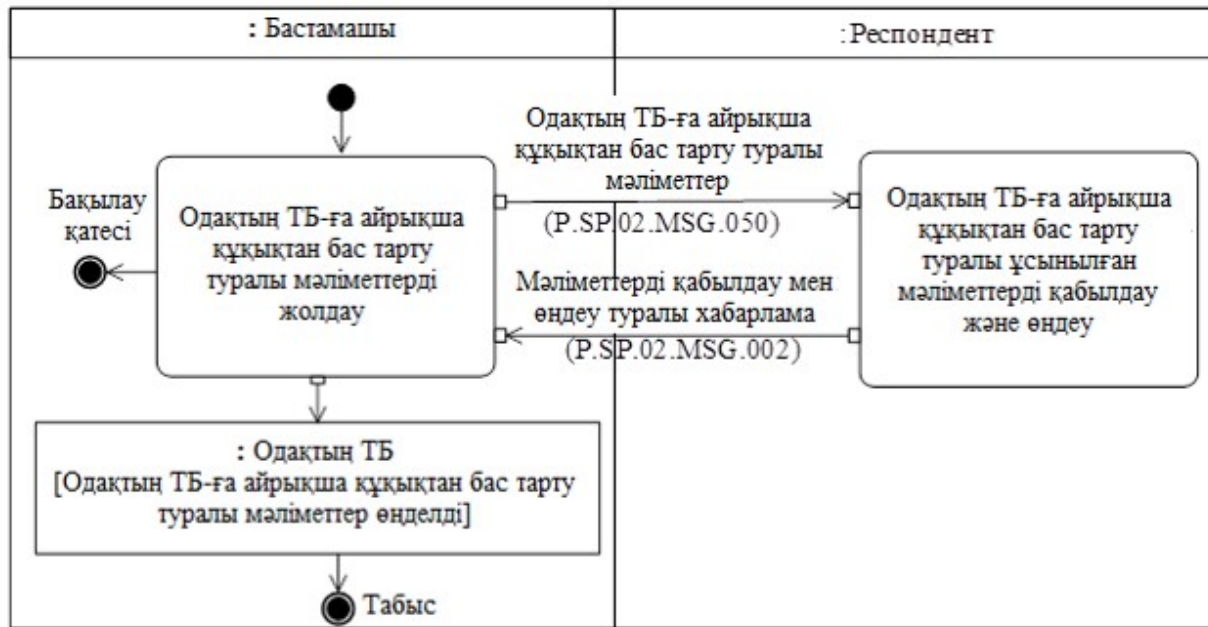 : Бастамашы
:Респондент
Одақтың ТБ-ға айрықша
құқықтан бас тарту туралы
мәліметтер
(P.SP.02.MSG.050)
Бақылау
қатесі
Одақтың ТБ-ға айрықша
құқықтан бас тарту
туралы мәліметтерді
жолдау
Мәліметтерді қабылдау мен
өңдеу туралы хабарлама
(P.SP.02.MSG.002)
Одақтың ТБ-ға айрықша
құқықтан бас тарту
туралы ұсынылған
мәліметтерді қабылдау
және өңдеу
: Одақтың ТБ
[Одақтың ТБ-ға айрықша құқықтан бас тарту
туралы мәліметтер өңделді]
Табыс